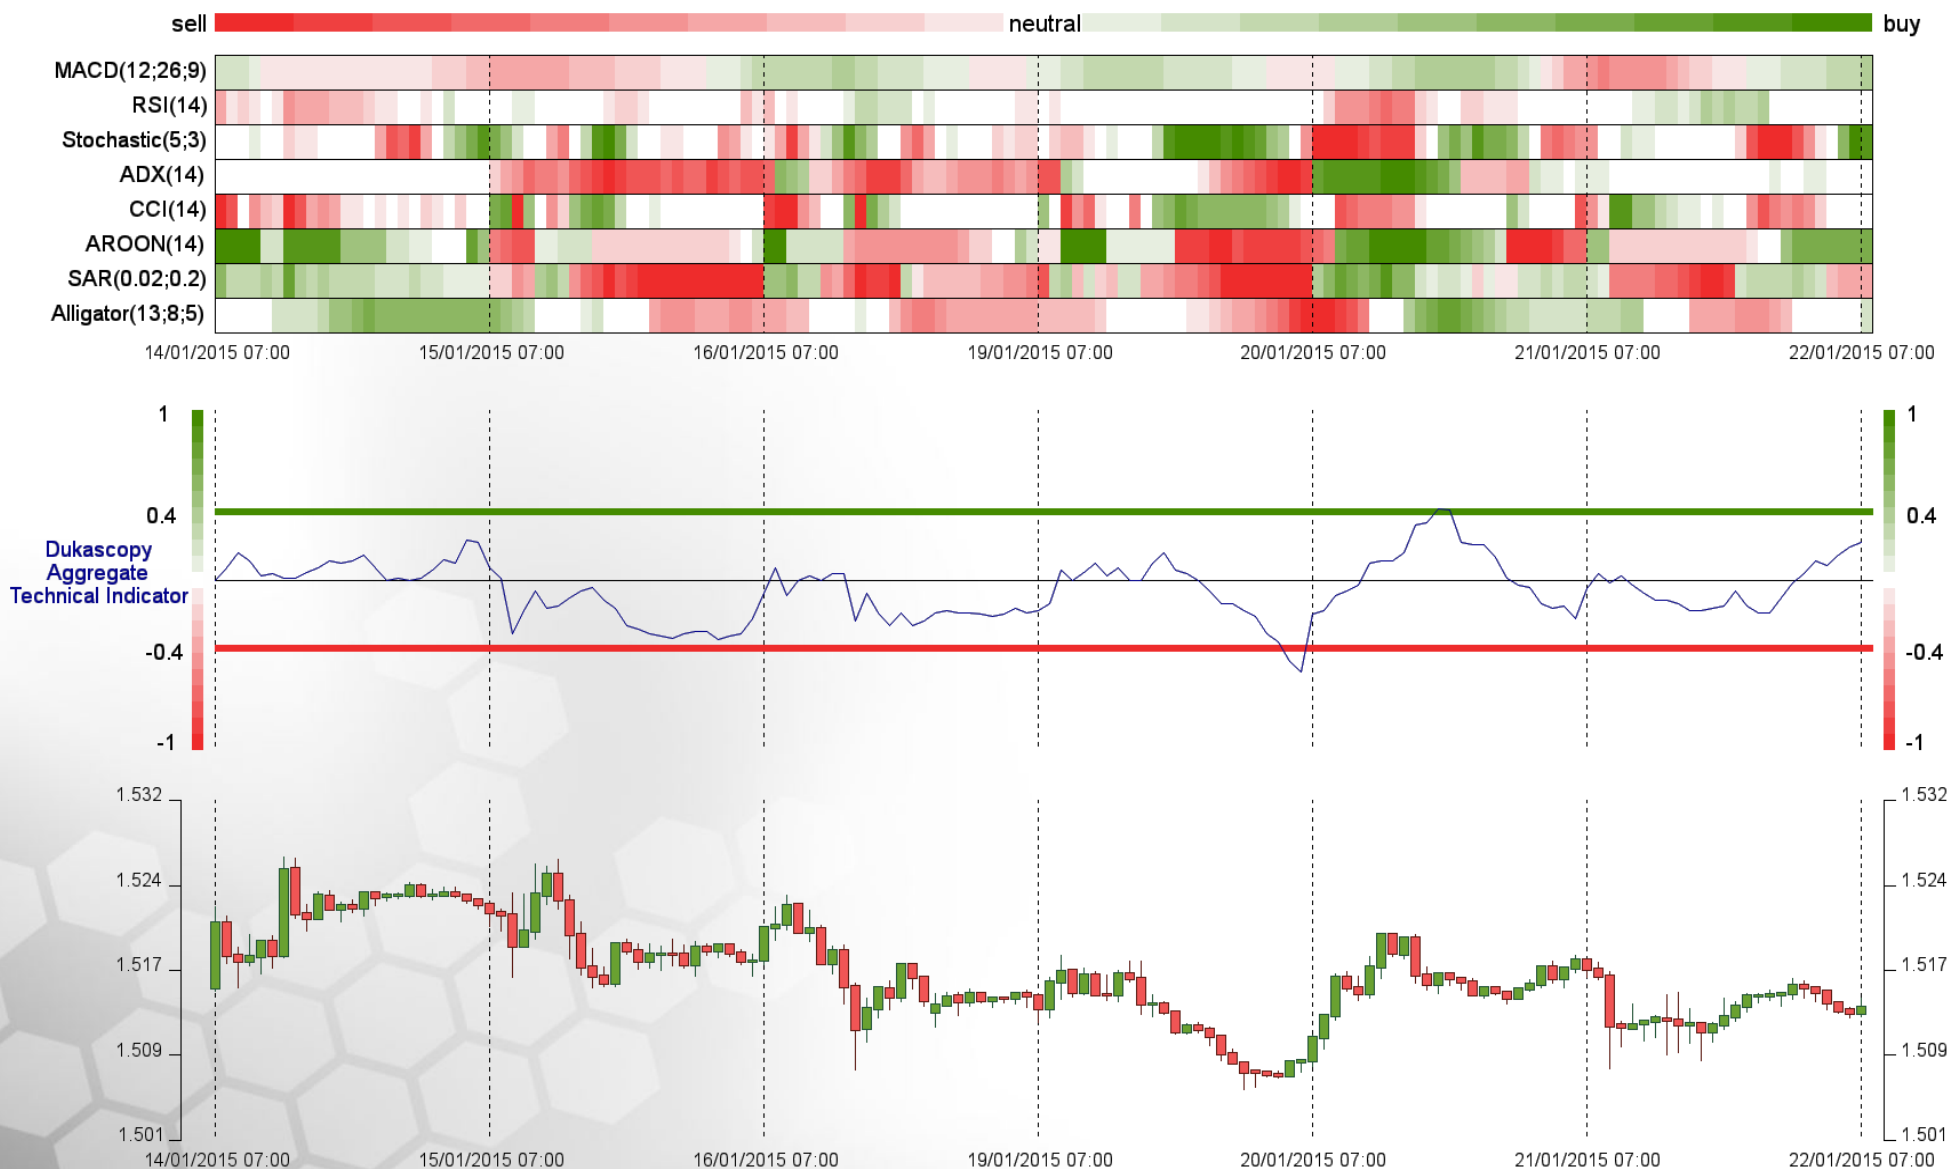 sell neutral buy
MACD(12;26;9)
RSI(14)
Stochastic(5;3)
ADX(14)
CCI(14)
AROON(14)
SAR(0.02;0.2)
Alligator(13;8;5)
14/01/2015 07:00 15/01/2015 07:00 16/01/2015 07:00 19/01/2015 07:00 20/01/2015 07:00 21/01/2015 07:00 22/01/2015 07:00
1 1
0.4 0.4
Dukascopy
Aggregate
Technical Indicator
-0.4 -0.4
-1 -1
1.532 1.532
1.524 1.524
1.517 1.517
1.509 1.509
1.501 1.501
14/01/2015 07:00 15/01/2015 07:00 16/01/2015 07:00 19/01/2015 07:00 20/01/2015 07:00 21/01/2015 07:00 22/01/2015 07:00